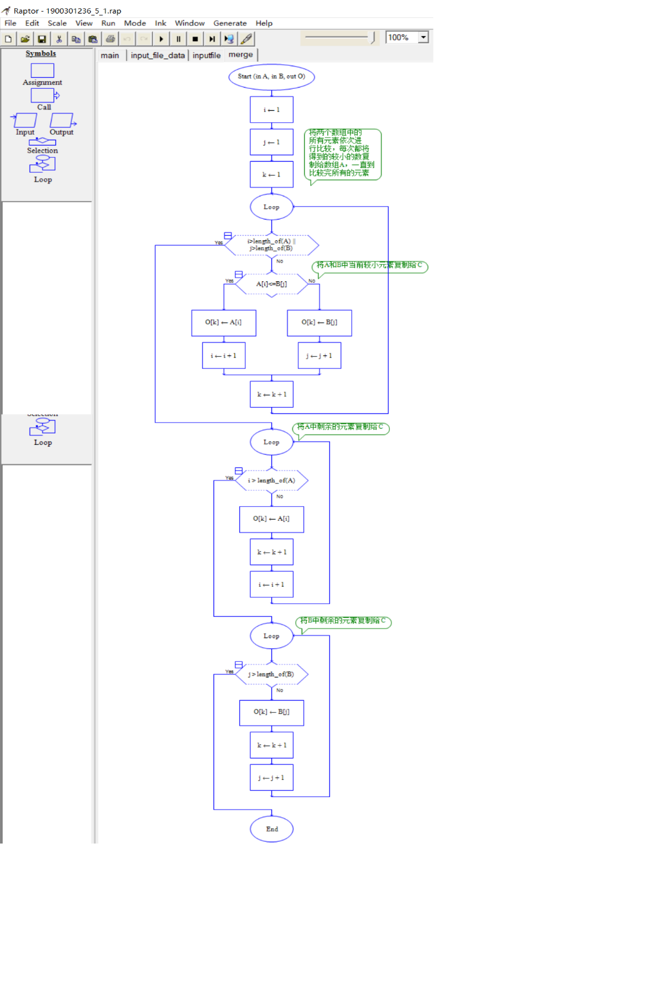 Raptor - 1900301236_5_1.rap
File Edit Scale View Run Mode Ink Window Generate Help
100%
Symbols
Assignment
Call
Input Output
Selection
Loop
main input_file_data inputfile merge
Start (in A, in B, out O)
i ← 1
j ← 1
k ← 1
将两个数组中的
所有元素依次进
行比较，每次都将
得到的较小的数复
制给数组A，一直到
比较完所有的元素
Loop
i>length_of(A) ||
j>length_of(B)
Yes
No
将A和B中当前较小元素复制给C
A[i]<=B[j]
Yes
No
O[k] ← A[i]
O[k] ← B[j]
i ← i + 1
j ← j + 1
k ← k + 1
Selection
Loop
将A中剩余的元素复制给C
Loop
i > length_of(A)
Yes
No
O[k] ← A[i]
k ← k + 1
i ← i + 1
将B中剩余的元素复制给C
Loop
j > length_of(B)
Yes
No
O[k] ← B[j]
k ← k + 1
j ← j + 1
End